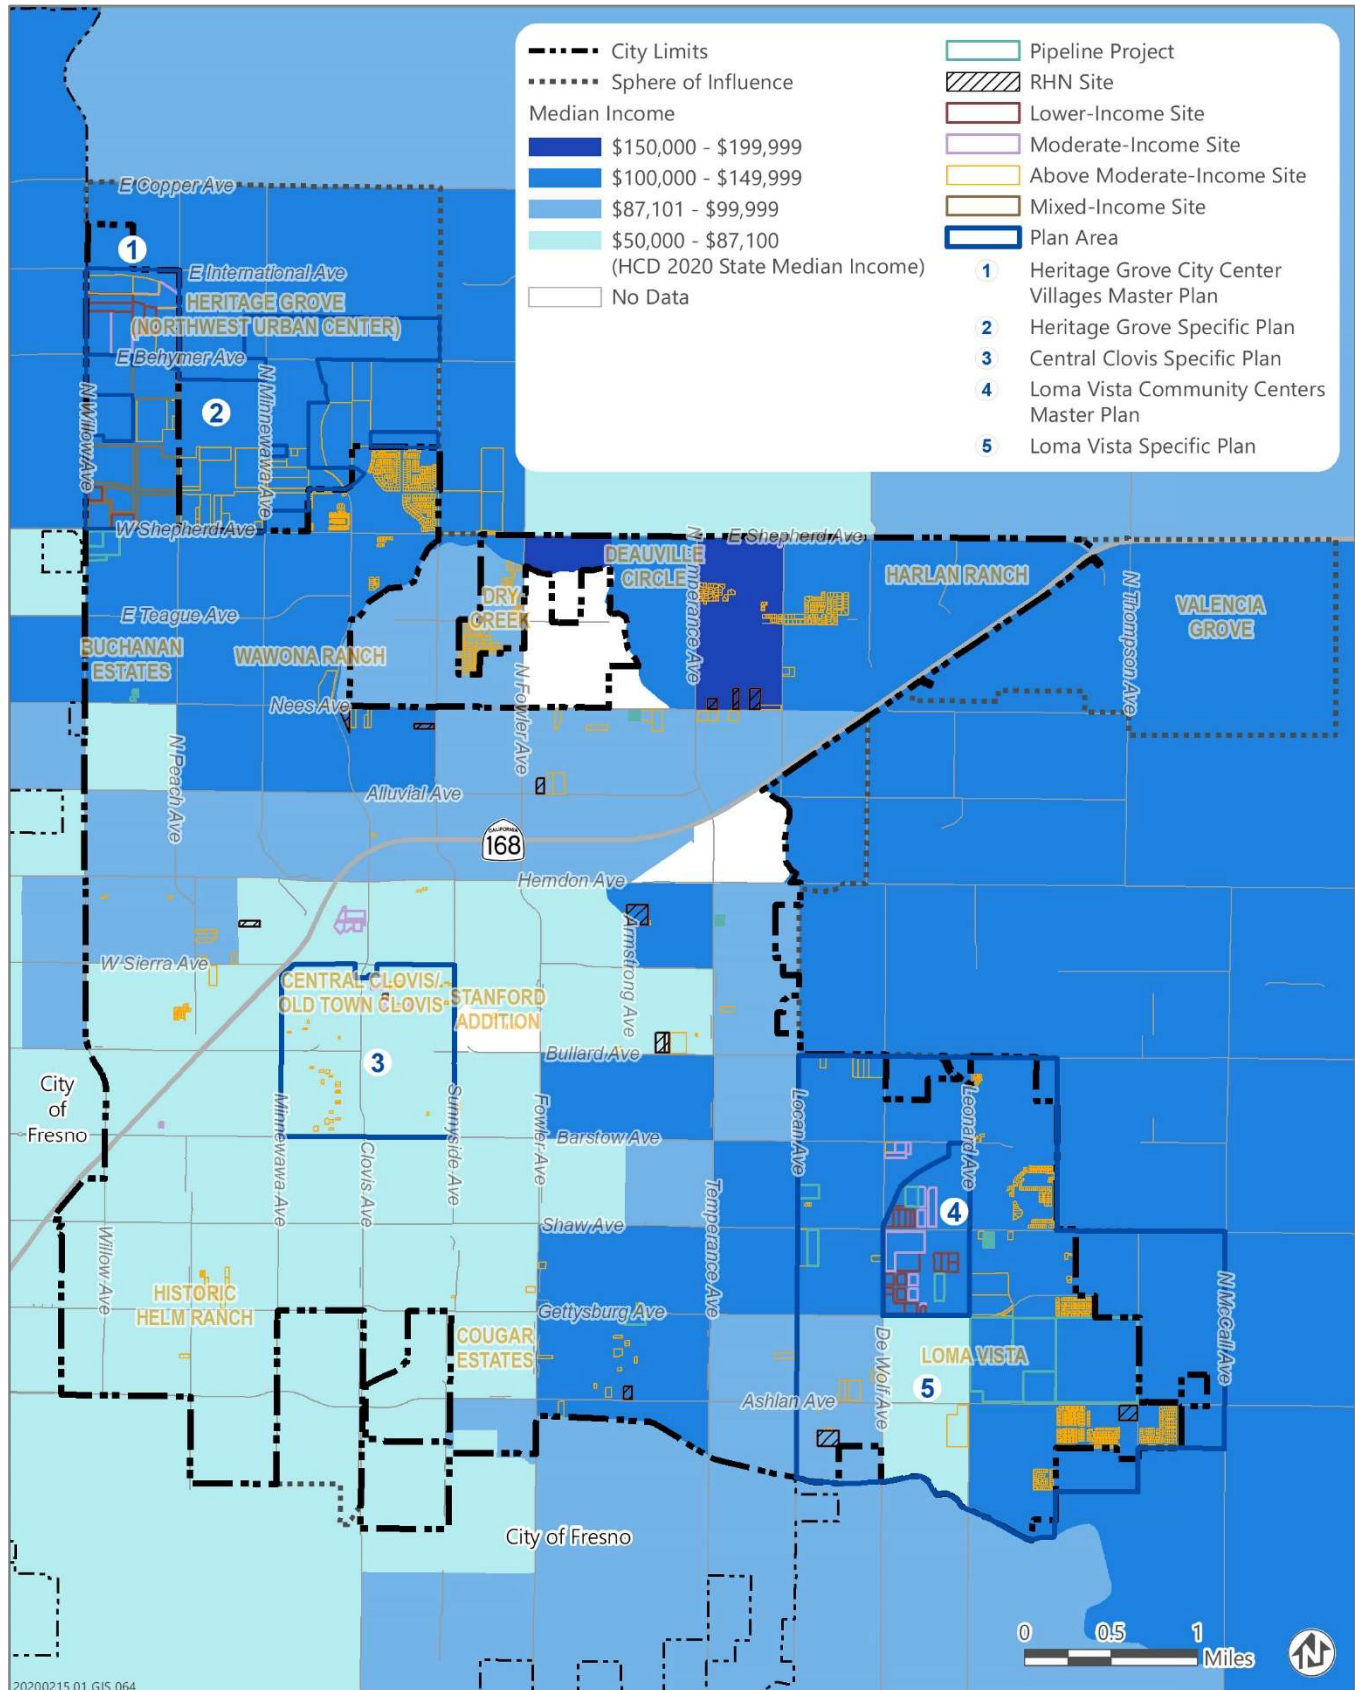 City Limits
Sphere of Influence
Median Income
$150,000 - $199,999
$100,000 - $149,999
$87,101 - $99,999
$50,000 - $87,100
(HCD 2020 State Median Income)
No Data
Pipeline Project
RHN Site
Lower-Income Site
Moderate-Income Site
Above Moderate-Income Site
Mixed-Income Site
Plan Area
1 Heritage Grove City Center
Villages Master Plan
2 Heritage Grove Specific Plan
3 Central Clovis Specific Plan
4 Loma Vista Community Centers
Master Plan
5 Loma Vista Specific Plan
E Copper Ave
1
E International Ave
HERITAGE GROVE
(NORTHWEST URBAN CENTER)
E Behymer Ave
N Willow Ave
2
N Minnewawa Ave
W Shepherd Ave
E Shepherd Ave
DEAUVILLE
CIRCLE
N Temperance Ave
HARLAN RANCH
N Thompson Ave
VALENCIA
GROVE
DRY
CREEK
E Teague Ave
BUCHANAN
ESTATES
WAWONA RANCH
N Fowler Ave
Nees Ave
N Peach Ave
Alluvial Ave
CALIFORNIA
168
Herndon Ave
Armstrong Ave
W Sierra Ave
CENTRAL CLOVIS/
OLD TOWN CLOVIS
STANFORD
ADDITION
Bullard Ave
3
City
of
Fresno
Minnewawa Ave
Clovis Ave
Sunnyside Ave
Fowler Ave
Barstow Ave
Locan Ave
Leonard Ave
Temperance Ave
4
Shaw Ave
Willow Ave
HISTORIC
HELM RANCH
Gettysburg Ave
COUGAR
ESTATES
De Wolf Ave
LOMA VISTA
N McCall Ave
5
Ashlan Ave
City of Fresno
0 0.5 1
Miles
N
20200215.01 GIS 064